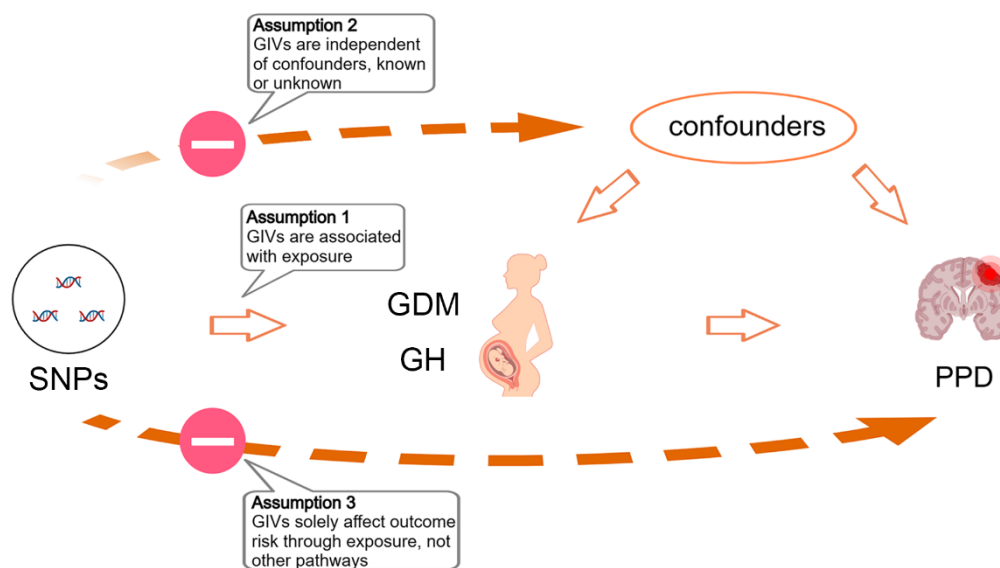 Assumption 2
GIVs are independent
of confounders, known
or unknown
confounders
Assumption 1
GIVs are associated
with exposure
GDM
GH
SNPs
PPD
Assumption 3
GIVs solely affect outcome
risk through exposure, not
other pathways